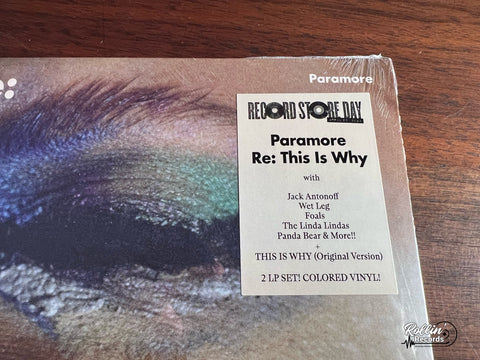 Paramore
RECORD STORE DAY
Paramore
Re: This Is Why
with
Jack Antonoff
Wet Leg
Foals
The Linda Lindas
Panda Bear & More!!
+
THIS IS WHY (Original Version)
2 LP SET! COLORED VINYL!
Rollin'
Records